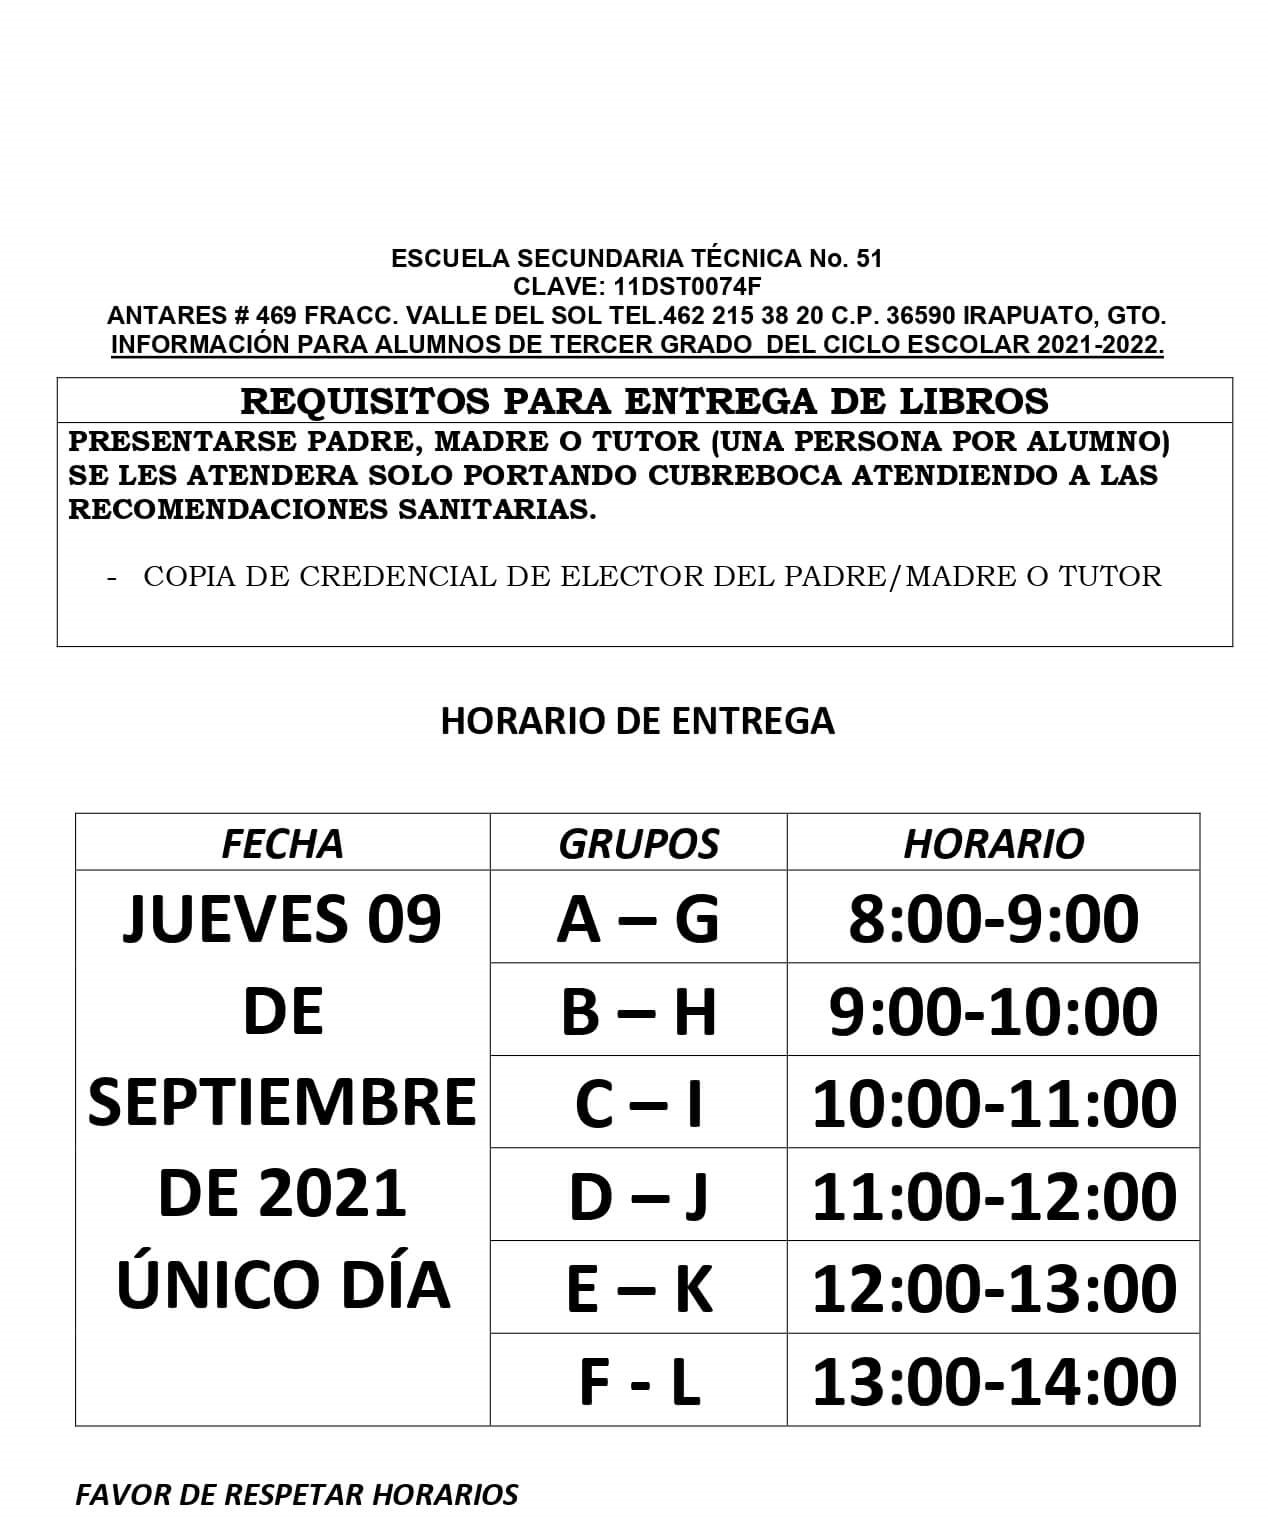 ESCUELA SECUNDARIA TÉCNICA No. 51
CLAVE: 11DST0074F
ANTARES # 469 FRACC. VALLE DEL SOL TEL.462 215 38 20 C.P. 36590 IRAPUATO, GTO.
INFORMACIÓN PARA ALUMNOS DE TERCER GRADO DEL CICLO ESCOLAR 2021-2022.
REQUISITOS PARA ENTREGA DE LIBROS
PRESENTARSE PADRE, MADRE O TUTOR (UNA PERSONA POR ALUMNO)
SE LES ATENDERA SOLO PORTANDO CUBREBOCA ATENDIENDO A LAS
RECOMENDACIONES SANITARIAS.
- COPIA DE CREDENCIAL DE ELECTOR DEL PADRE/MADRE O TUTOR
HORARIO DE ENTREGA
FECHA GRUPOS HORARIO
JUEVES 09 A – G 8:00-9:00
DE B – H 9:00-10:00
SEPTIEMBRE C – I 10:00-11:00
DE 2021 D – J 11:00-12:00
ÚNICO DÍA E – K 12:00-13:00
F - L 13:00-14:00
FAVOR DE RESPETAR HORARIOS